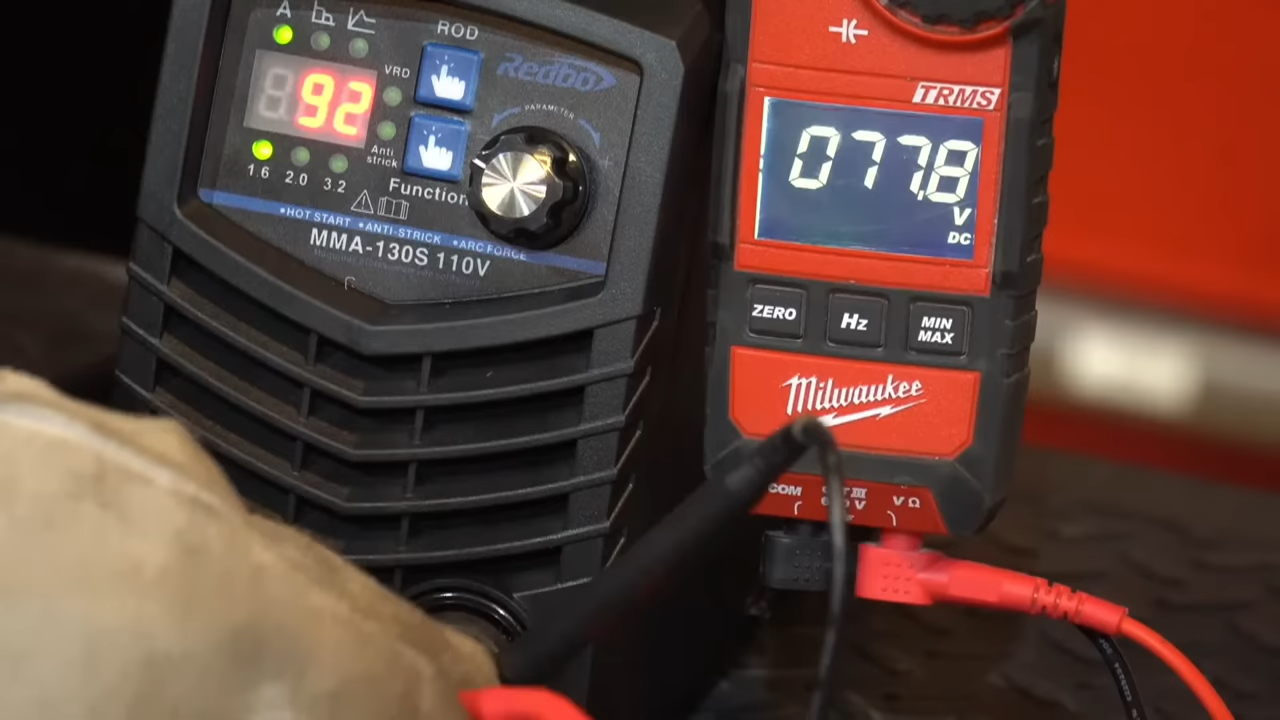 A
ROD
VRD
92
Anti
strick
1.6 2.0 3.2
Function
Redbo
PARAMETER
•HOT START •ANTI-STRICK •ARC FORCE
MMA-130S 110V
TRMS
077.8
V
DC
ZERO
Hz
MIN
MAX
Milwaukee
COM
V Ω